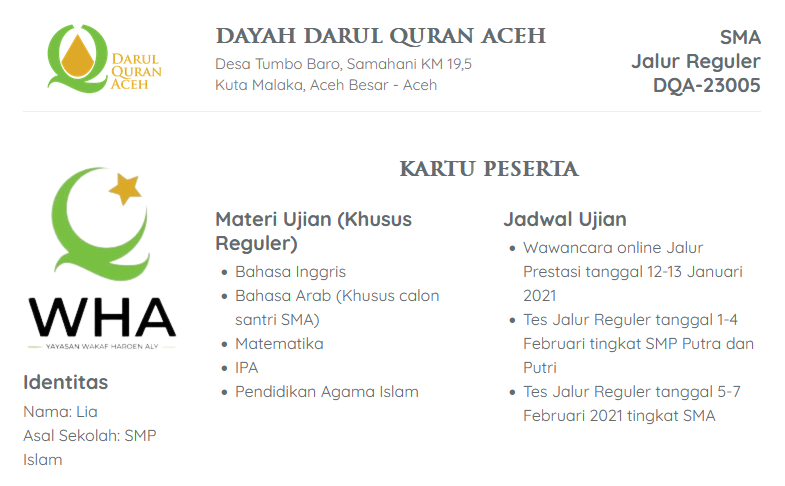 DARUL
QURAN
ACEH
DAYAH DARUL QURAN ACEH
Desa Tumbo Baro, Samahani KM 19,5
Kuta Malaka, Aceh Besar - Aceh
SMA
Jalur Reguler
DQA-23005
KARTU PESERTA
WHA
YAYASAN WAKAF HAROEN ALY
Identitas
Nama: Lia
Asal Sekolah: SMP
Islam
Materi Ujian (Khusus
Reguler)
Bahasa Inggris
Bahasa Arab (Khusus calon
santri SMA)
Matematika
IPA
Pendidikan Agama Islam
Jadwal Ujian
Wawancara online Jalur
Prestasi tanggal 12-13 Januari
2021
Tes Jalur Reguler tanggal 1-4
Februari tingkat SMP Putra dan
Putri
Tes Jalur Reguler tanggal 5-7
Februari 2021 tingkat SMA